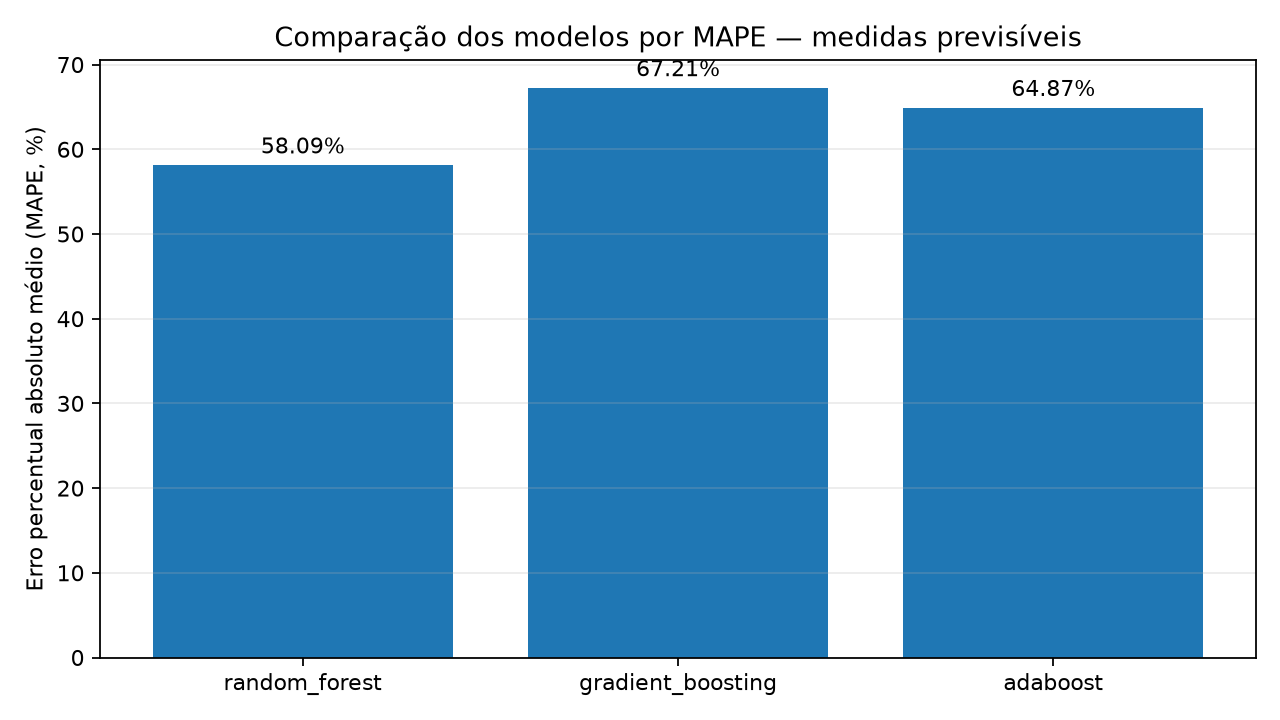 Comparação dos modelos por MAPE — medidas previsíveis
Erro percentual absoluto médio (MAPE, %)
70
60
50
40
30
20
10
0
58.09%
67.21%
64.87%
random_forest
gradient_boosting
adaboost